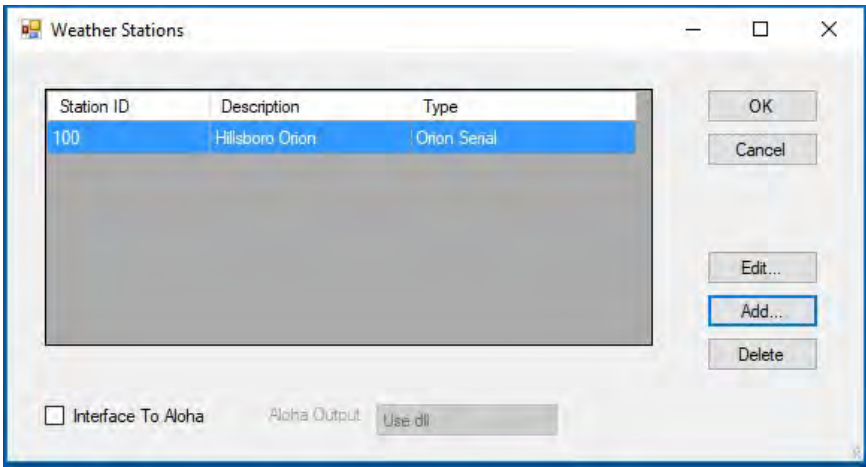 Weather Stations
Station ID Description Type
100 Hillsboro Orion Orion Serial
OK
Cancel
Edit...
Add...
Delete
Interface To Aloha Aloha Output Use dll